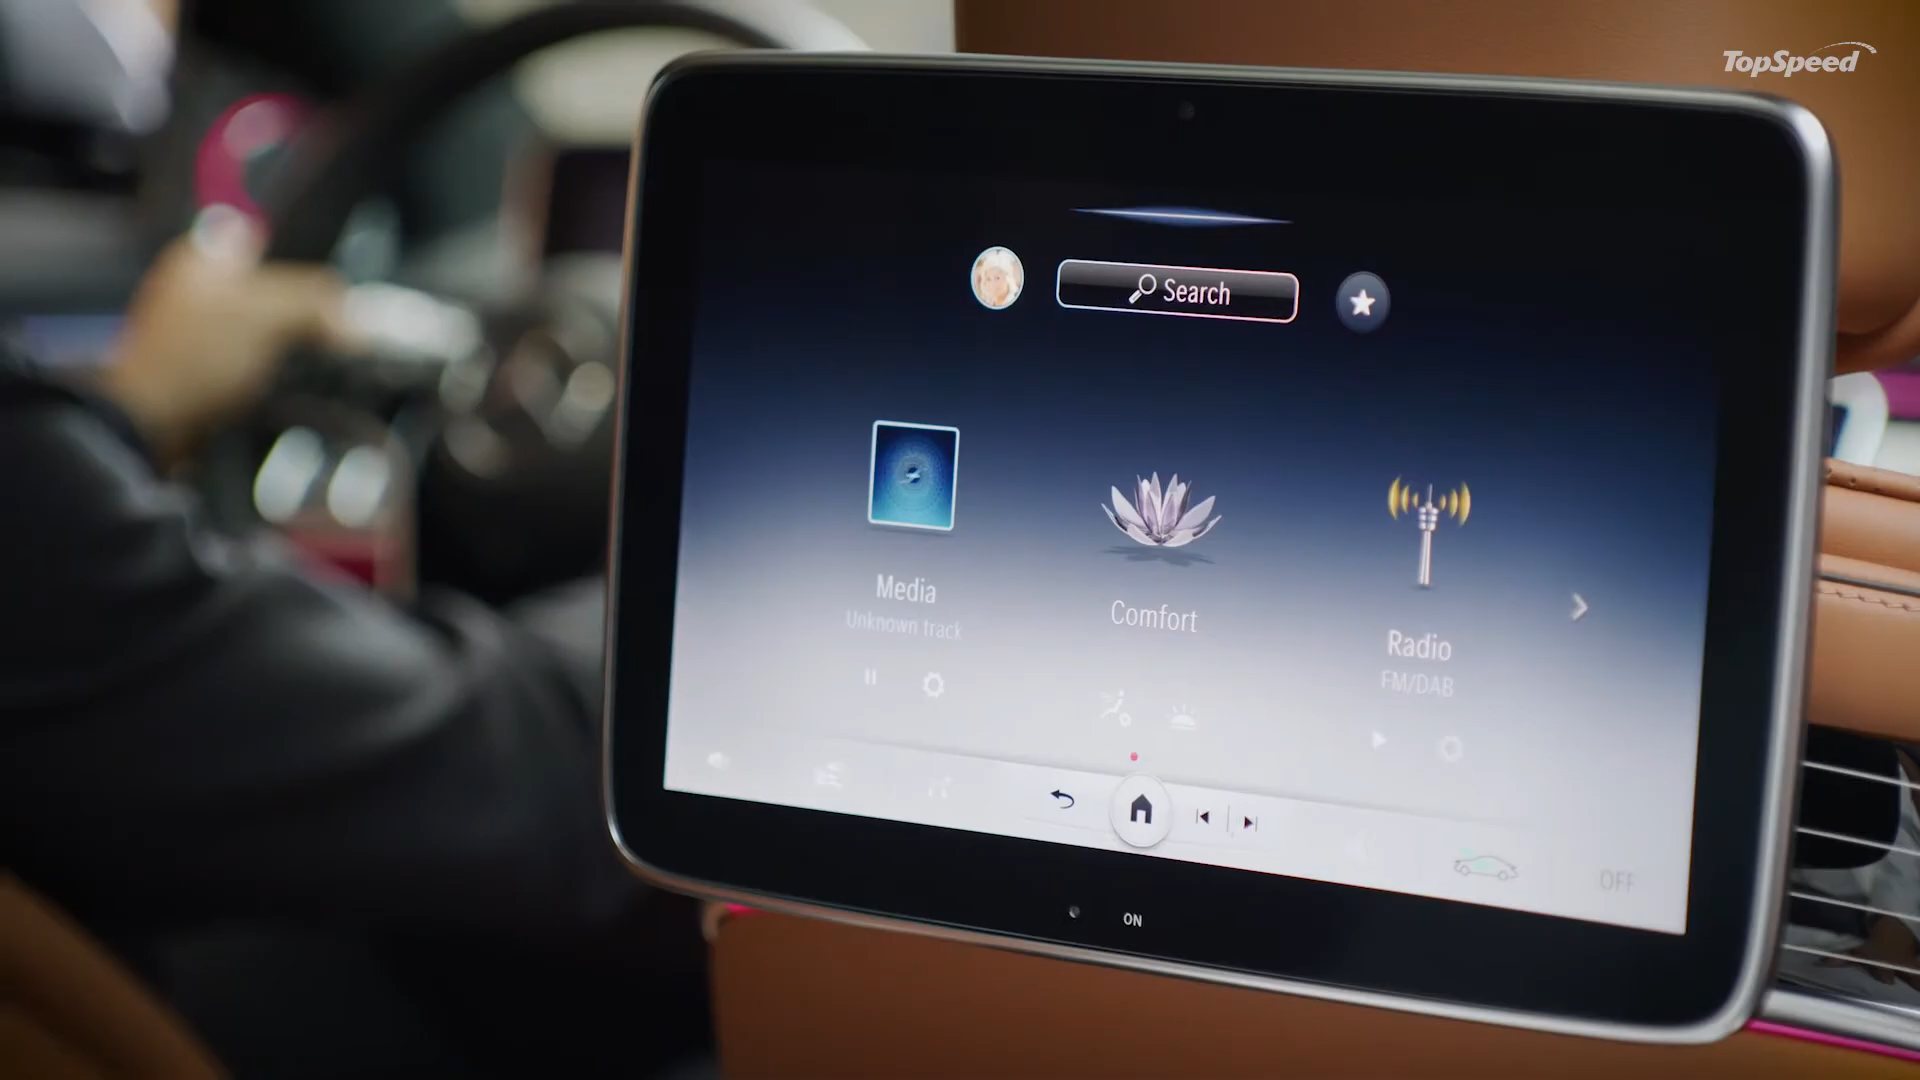 TopSpeed
Search
Media
Unknown track
Comfort
Radio
FM/DAB
OFF
ON